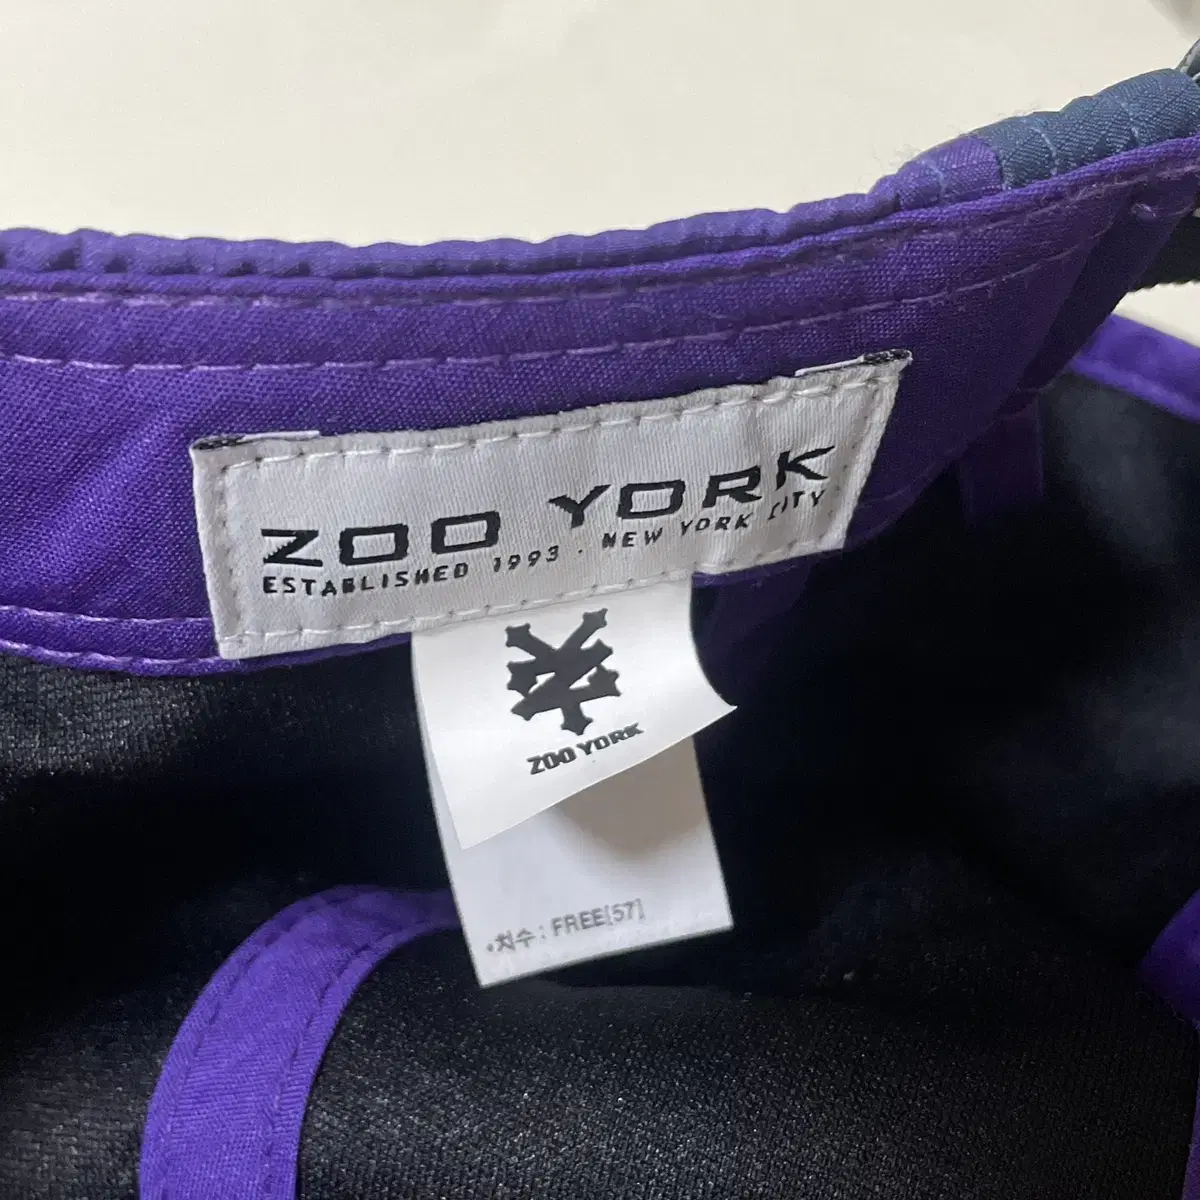 ZOO YORK
ESTABLISHED 1993 · NEW YORK CITY
ZOO YORK
•치수 : FREE[57]